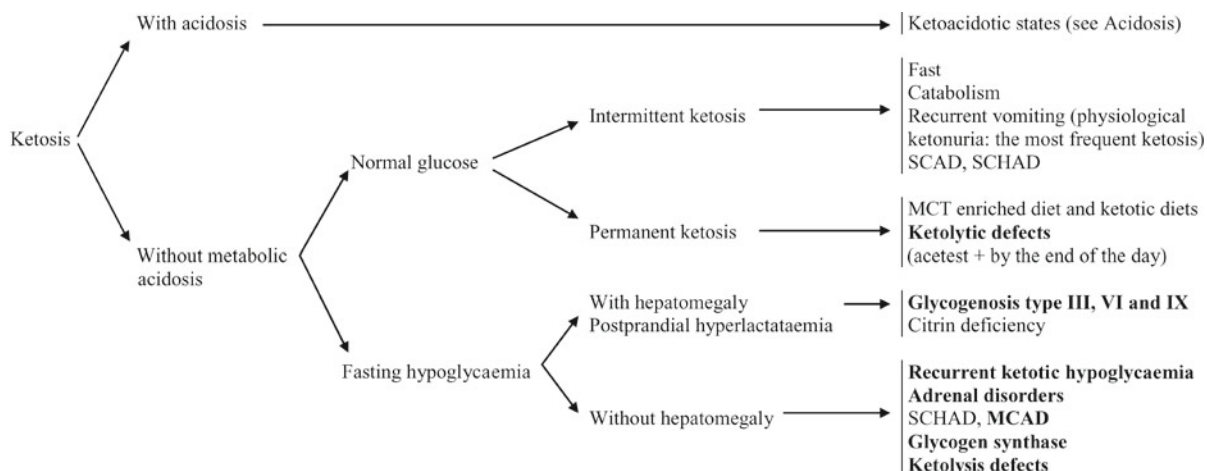 With acidosis
Ketoacidotic states (see Acidosis)
Ketosis
Without metabolic
acidosis
Normal glucose
Intermittent ketosis
Fast
Catabolism
Recurrent vomiting (physiological
ketonuria: the most frequent ketosis)
SCAD, SCHAD
Permanent ketosis
MCT enriched diet and ketotic diets
Ketolytic defects
(acetest + by the end of the day)
Fasting hypoglycaemia
With hepatomegaly
Postprandial hyperlactataemia
Glycogenosis type III, VI and IX
Citrin deficiency
Without hepatomegaly
Recurrent ketotic hypoglycaemia
Adrenal disorders
SCHAD, MCAD
Glycogen synthase
Ketolysis defects